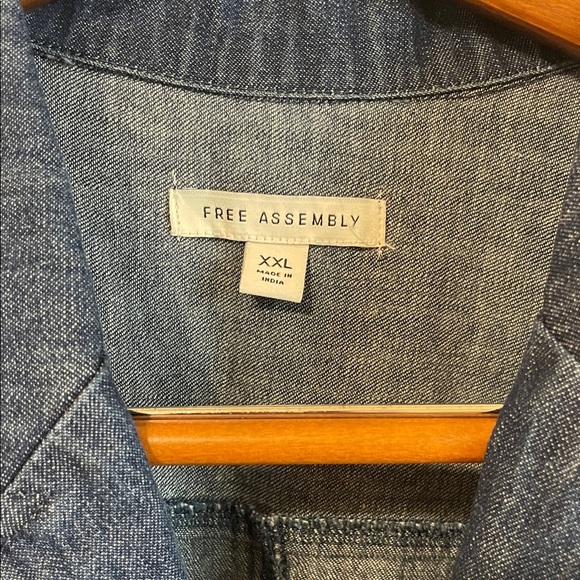 FREE ASSEMBLY
XXL
MADE IN
INDIA